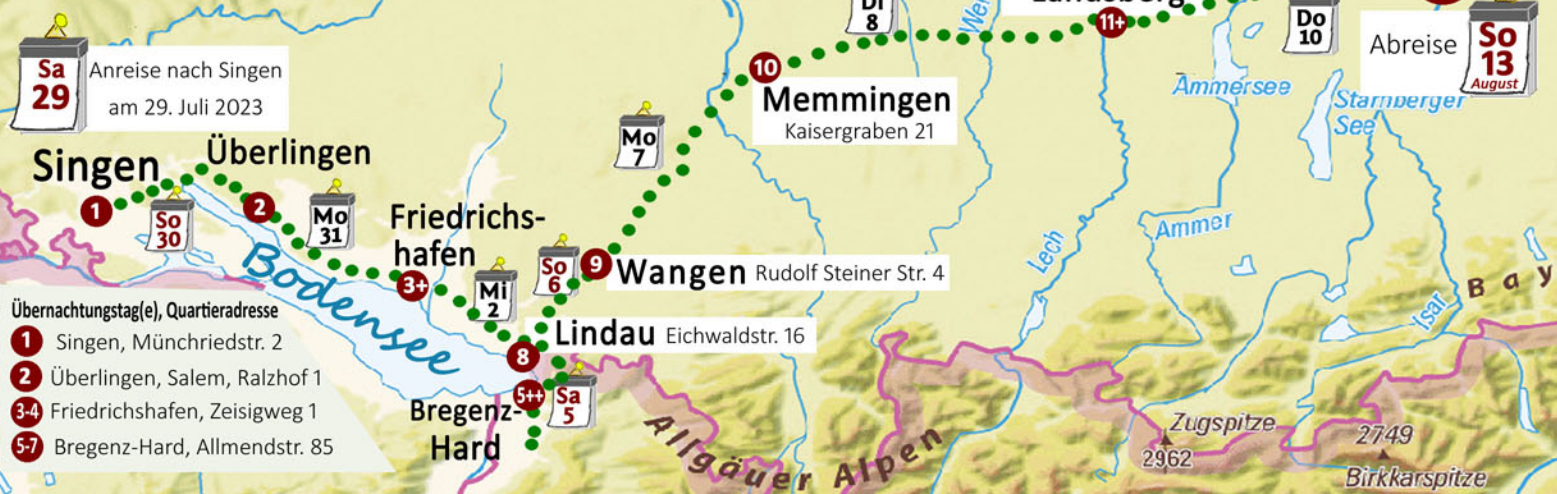 Sa
29
Anreise nach Singen
am 29. Juli 2023
Di
8
11+
Do
10
Abreise
So
13
August
10
Memmingen
Kaisergraben 21
Ammersee
Starnberger
See
Mo
7
Singen
Überlingen
1
So
30
2
Mo
31
Friedrichs-
hafen
3+
Mi
2
Bodensee
So
6
9
Wangen Rudolf Steiner Str. 4
Lech
Ammer
Isar
Bay
Übernachtungstag(e), Quartieradresse
1 Singen, Münchriedstr. 2
2 Überlingen, Salem, Ralzhof 1
3-4 Friedrichshafen, Zeisigweg 1
5-7 Bregenz-Hard, Allmendstr. 85
8
Lindau Eichwaldstr. 16
5++
Sa
5
Bregenz-
Hard
Allgäuer Alpen
Zugspitze
2962
2749
Birkkarspitze